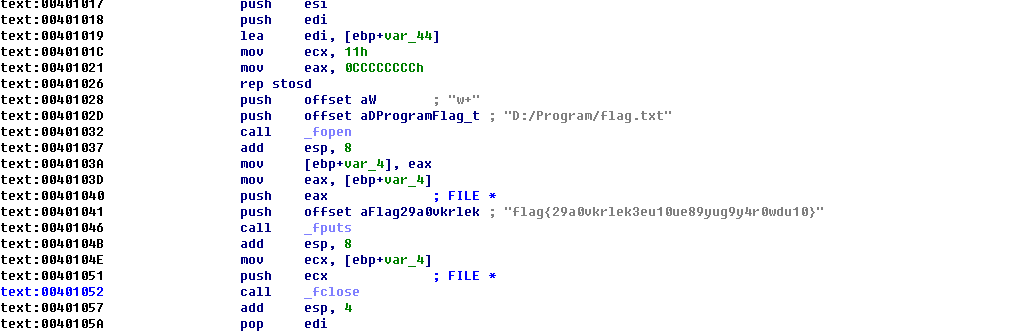 text:00401017 push esi
text:00401018 push edi
text:00401019 lea edi, [ebp+var_44]
text:0040101C mov ecx, 11h
text:00401021 mov eax, 0CCCCCCCCh
text:00401026 rep stosd
text:00401028 push offset aW ; "w+"
text:0040102D push offset aDProgramFlag_t ; "D:/Program/flag.txt"
text:00401032 call _fopen
text:00401037 add esp, 8
text:0040103A mov [ebp+var_4], eax
text:0040103D mov eax, [ebp+var_4]
text:00401040 push eax ; FILE *
text:00401041 push offset aFlag29a0vkrlek ; "flag{29a0vkrlek3eu10ue89yug9y4r0wdu10}"
text:00401046 call _fputs
text:0040104B add esp, 8
text:0040104E mov ecx, [ebp+var_4]
text:00401051 push ecx ; FILE *
text:00401052 call _fclose
text:00401057 add esp, 4
text:0040105A pop edi